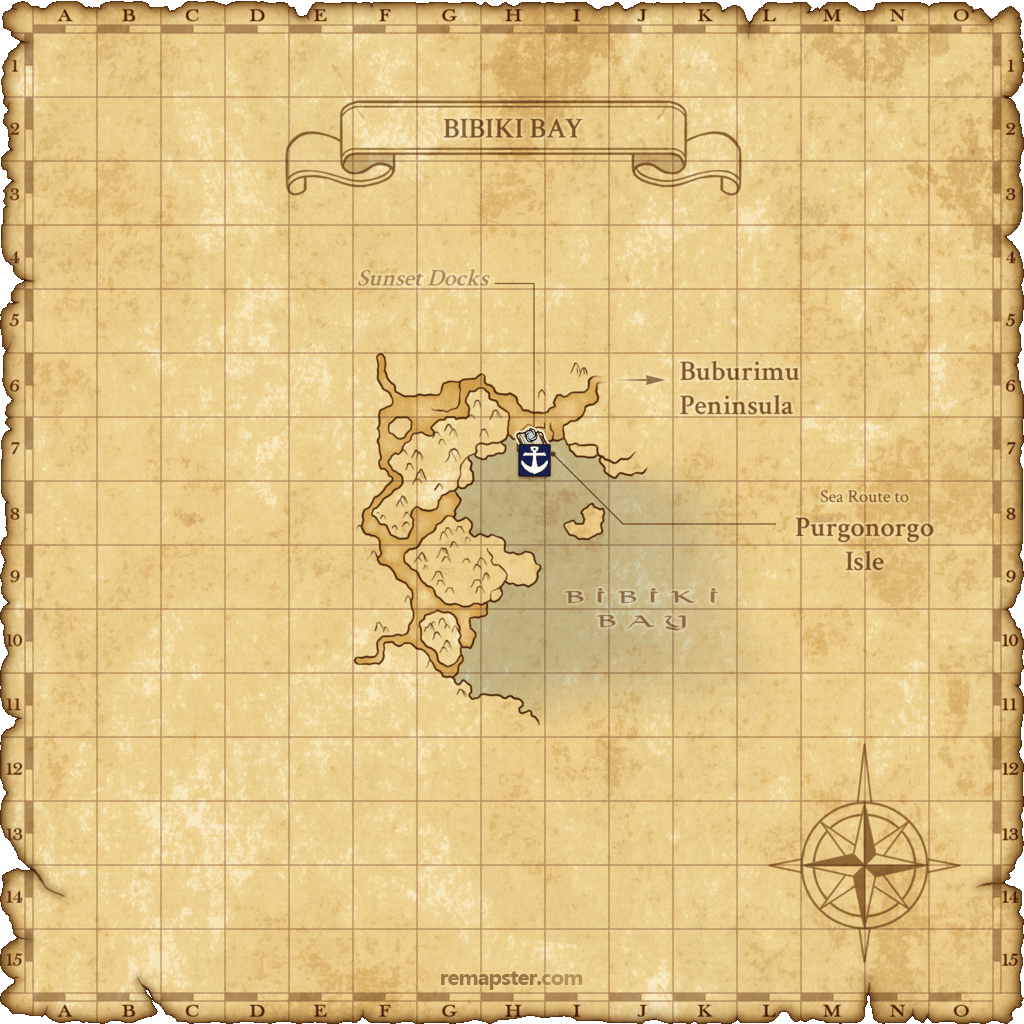 A B C D E F G H I J K L M N O
1 1
2 2
BIBIKI BAY
3 3
4 4
Sunset Docks
5 5
6 6
Buburimu
Peninsula
7 7
Sea Route to
8 8
Purgonorgo
Isle
9 9
BIBIKI
BAY
10 10
11 11
12 12
13 13
14 14
15 15
remapster.com
A B C D E F G H I J K L M N O